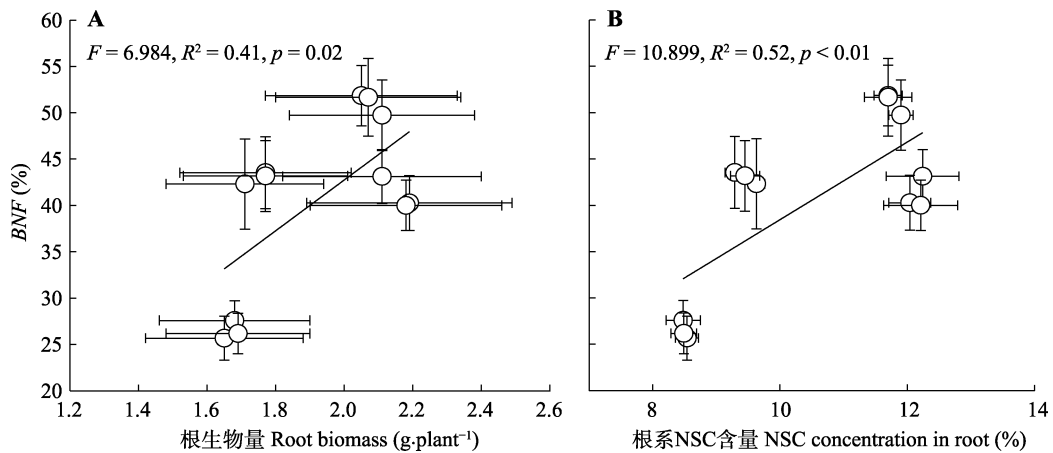 A
F = 6.984, R² = 0.41, p = 0.02
BNF (%)
60
55
50
45
40
35
30
25
20
1.2 1.4 1.6 1.8 2.0 2.2 2.4 2.6
根生物量 Root biomass (g·plant⁻¹)
B
F = 10.899, R² = 0.52, p < 0.01
8 10 12 14
根系NSC含量 NSC concentration in root (%)